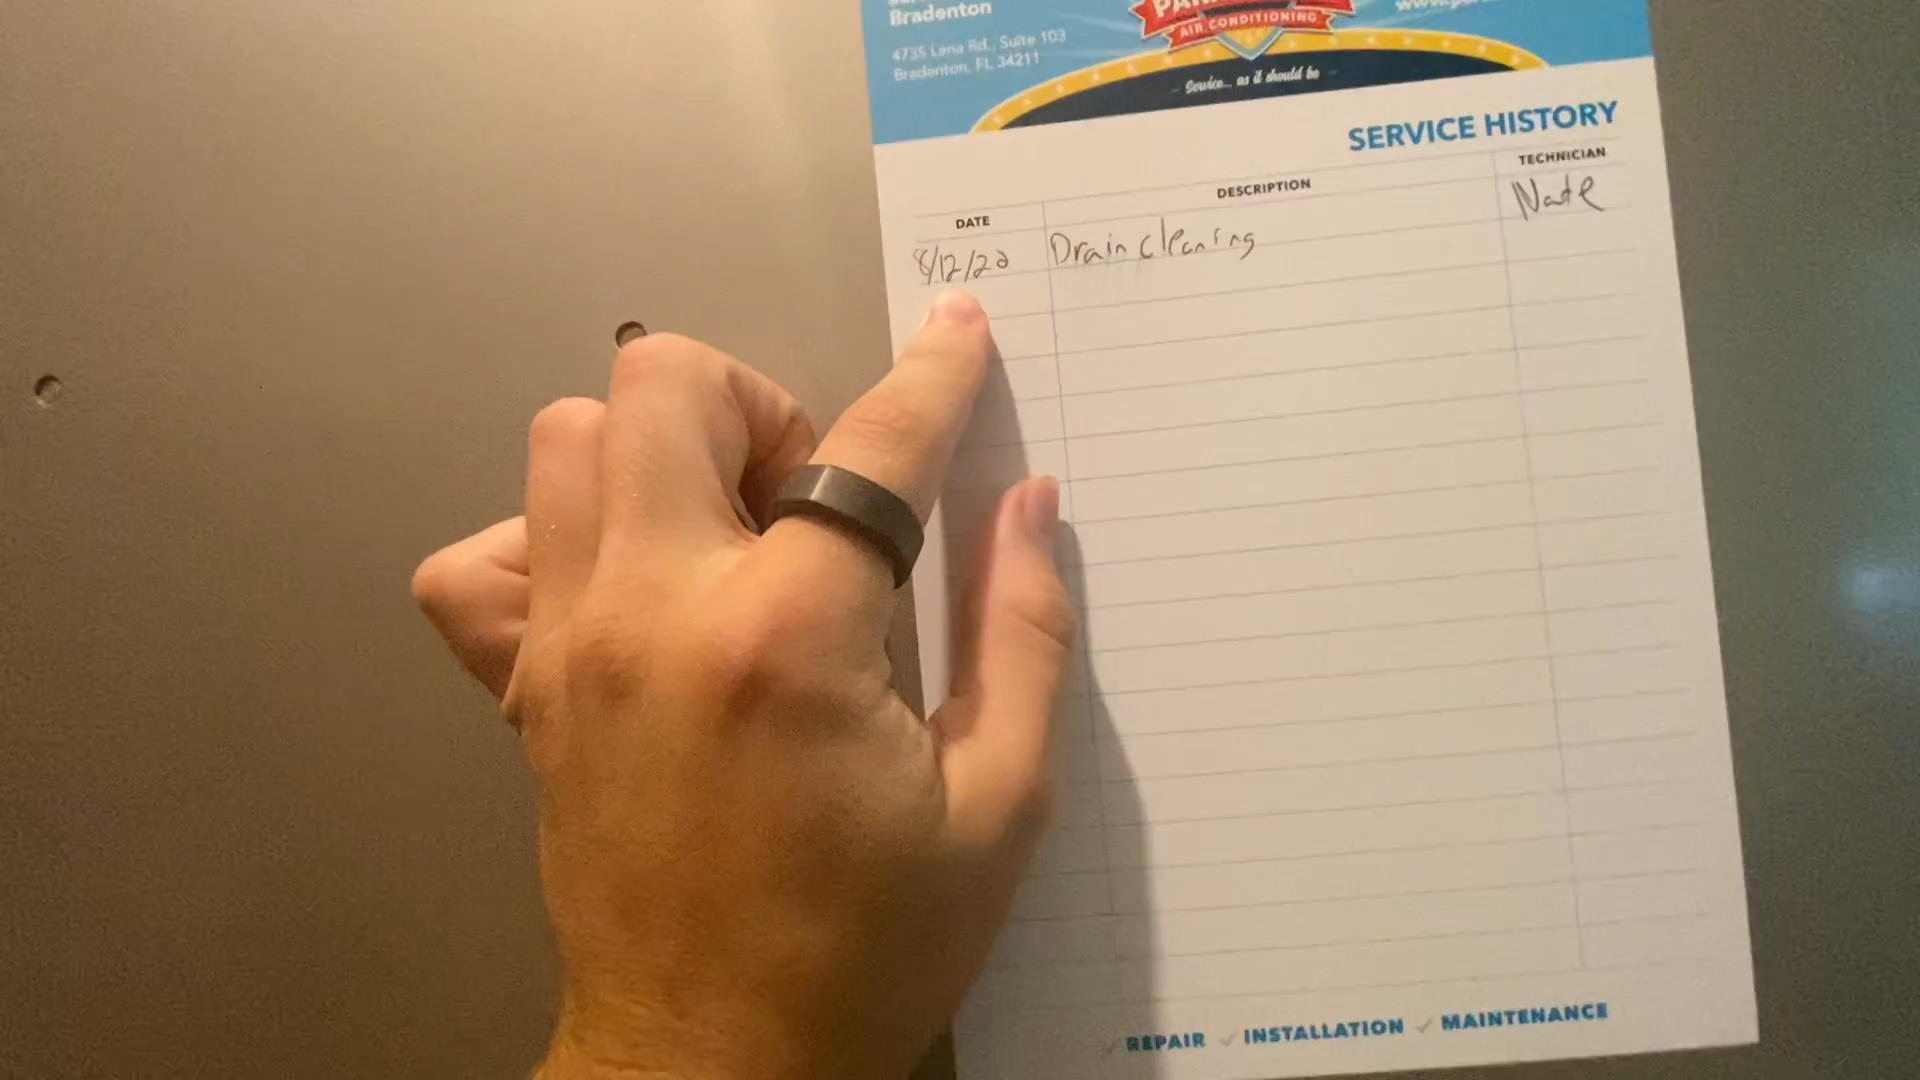 Bradenton
4735 Lena Rd., Suite 103
Bradenton, FL 34211
AIR CONDITIONING
Service... as it should be
SERVICE HISTORY
DATE DESCRIPTION TECHNICIAN
8/12/20 Drain cleaning Nate
REPAIR INSTALLATION MAINTENANCE